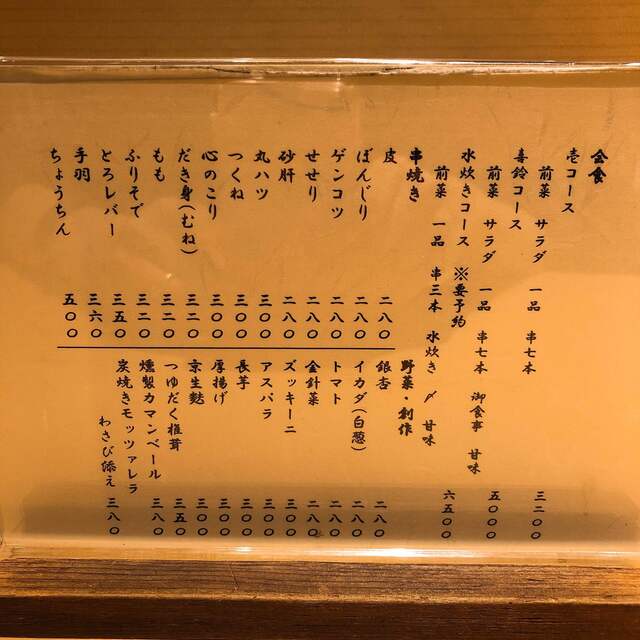 会食
壱コース
前菜 サラダ 一品 串七本 三二〇〇
喜鈴コース
前菜 サラダ 一品 串七本 御食事 甘味 五〇〇〇
水炊きコース ※要予約
前菜 一品 串三本 水炊き 〆 甘味 六五〇〇
串焼き
皮 二八〇
ぼんじり 二八〇
ゲンコツ 二八〇
せせり 二八〇
砂肝 二八〇
丸ハツ 三〇〇
つくね 三〇〇
心のこり 三〇〇
だき身(むね) 三二〇
もも 三二〇
ふりそで 三二〇
とろレバー 三五〇
手羽 三六〇
ちょうちん 五〇〇
野菜・創作
銀杏 二八〇
イカダ(白葱) 二八〇
トマト 二八〇
金針菜 二八〇
ズッキーニ 三〇〇
アスパラ 三〇〇
長芋 三〇〇
厚揚げ 三〇〇
京生麩 三〇〇
つゆだく椎茸 三五〇
燻製カマンベール 三八〇
炭焼きモッツァレラ
わさび添え 三八〇